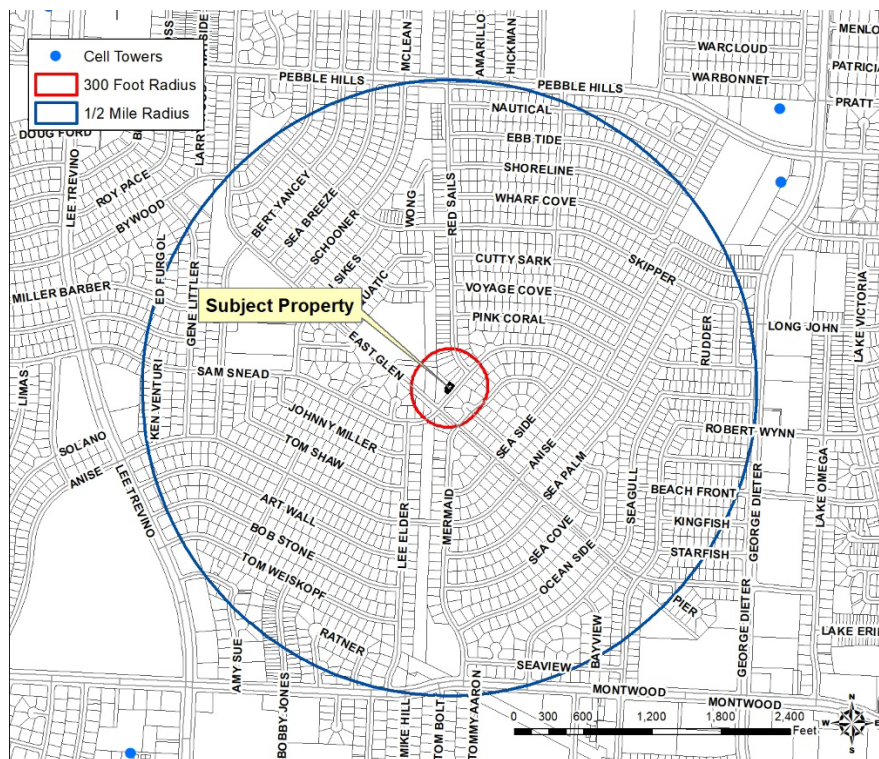 Cell Towers
300 Foot Radius
1/2 Mile Radius
MCLEAN
AMARILLO
HICKMAN
WARCLOUD
MENLO
PATRICIA
WARBONNET
PRATT
PEBBLE HILLS
PEBBLE HILLS
DOUG FORD
LEE TREVINO
ROY PACE
BYWOOD
NAUTICAL
EBB TIDE
SHORELINE
WHARF COVE
BERT YANCEY
SEA BREEZE
SCHOONER
WONG
RED SAILS
SIKES
CUTTY SARK
VOYAGE COVE
PINK CORAL
SKIPPER
ED FURGOL
GENE LITTLER
MILLER BARBER
Subject Property
EAST GLEN
RUDDER
LONG JOHN
LAKE VICTORIA
SAM SNEAD
KEN VENTURI
LIMAS
SOLANO
ANISE
LEE TREVINO
JOHNNY MILLER
TOM SHAW
ART WALL
BOB STONE
TOM WEISKOPF
RATNER
LEE ELDER
MERMAID
SEA SIDE
ANISE
SEA PALM
SEA COVE
OCEAN SIDE
SEAGULL
ROBERT WYNN
BEACH FRONT
KINGFISH
STARFISH
GEORGE DIETER
LAKE OMEGA
PIER
GEORGE DIETER
LAKE ERIE
AMY SUE
BOBBY JONES
SEAVIEW
BAYVIEW
MONTWOOD
MONTWOOD
MIKE HILL
TOM BOLT
TOMMY AARON
0 300 600 1,200 1,800 2,400
Feet
N
W E
S